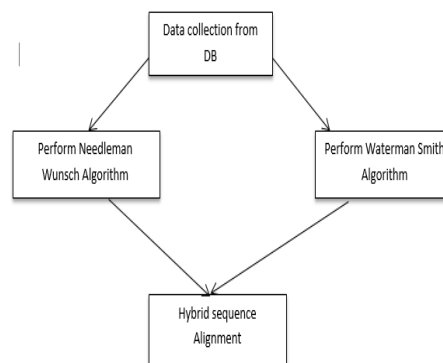 Data collection from
DB
Perform Needleman
Wunsch Algorithm
Perform Waterman Smith
Algorithm
Hybrid sequence
Alignment